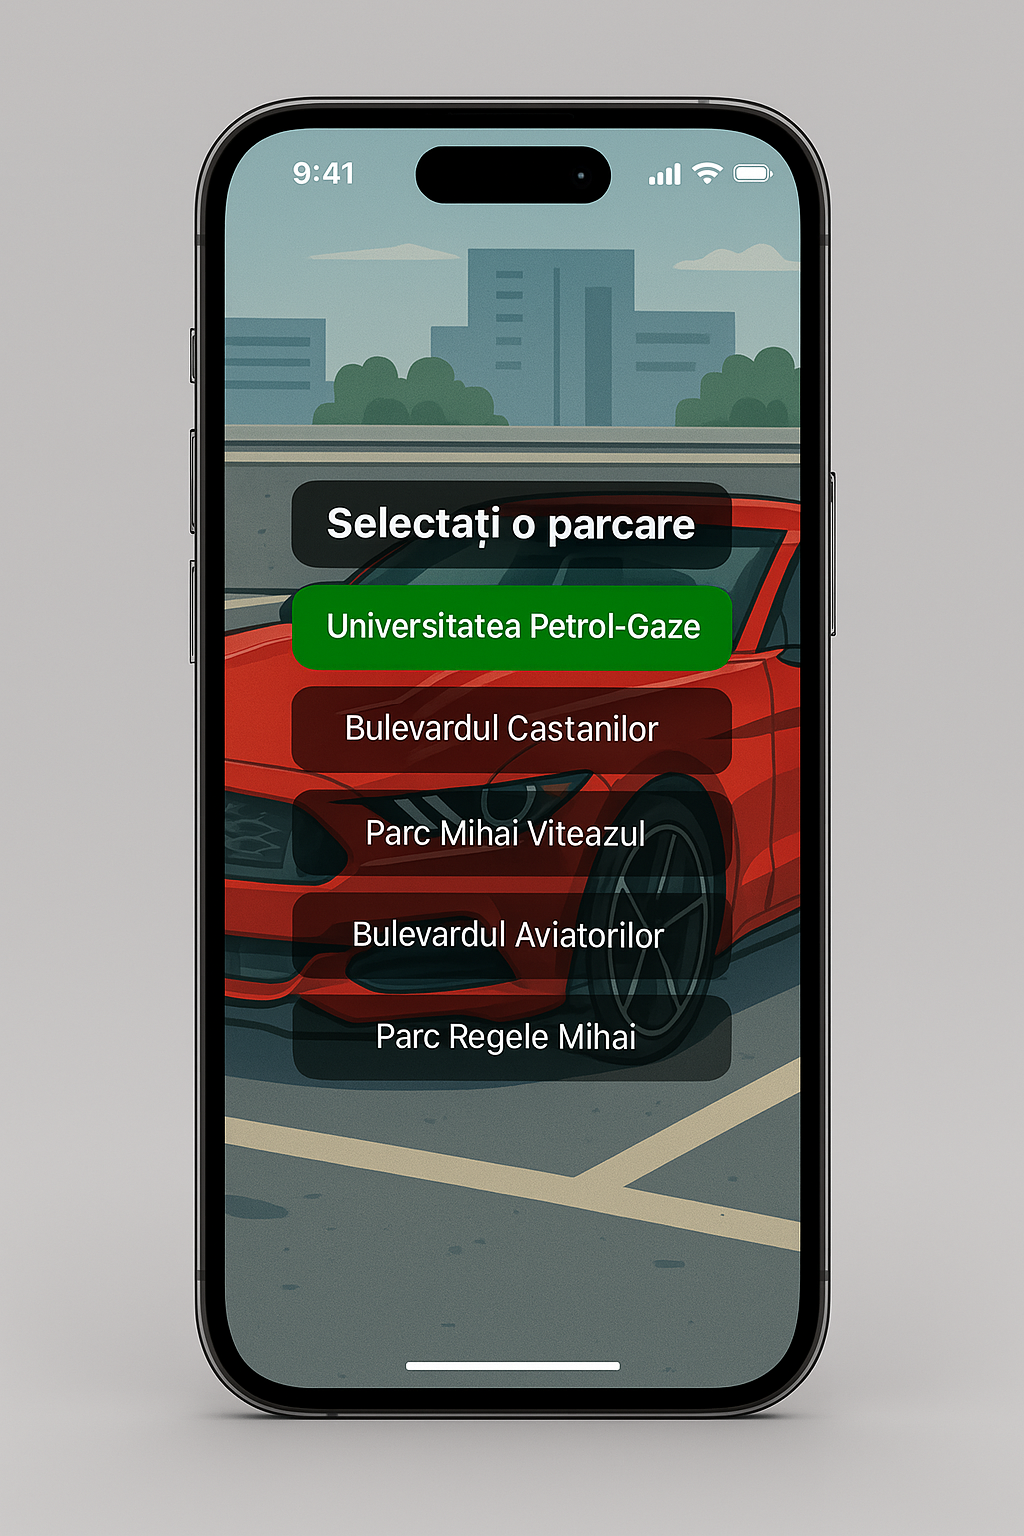 9:41
Selectați o parcare
Universitatea Petrol-Gaze
Bulevardul Castanilor
Parc Mihai Viteazul
Bulevardul Aviatorilor
Parc Regele Mihai